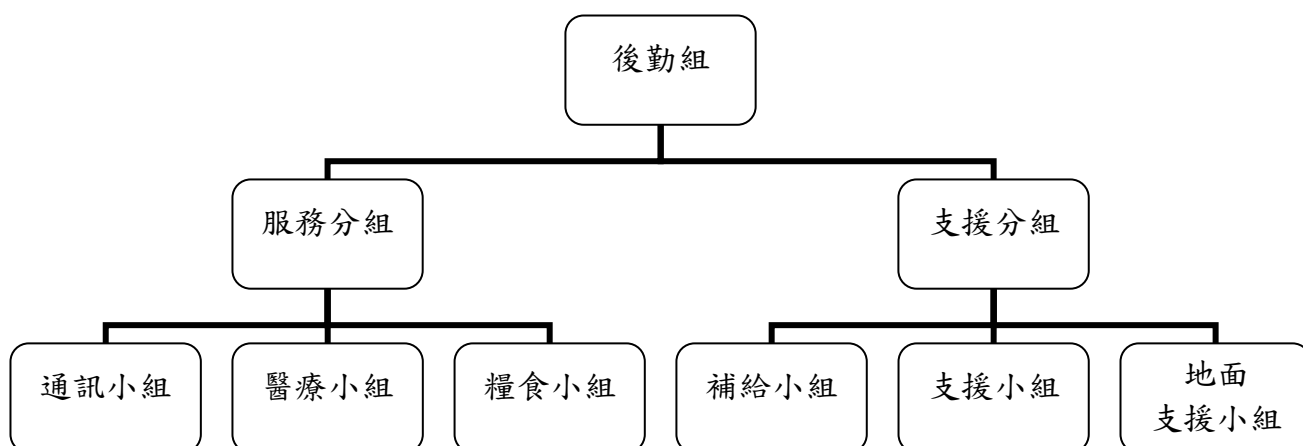 後勤組
服務分組
支援分組
通訊小組
醫療小組
糧食小組
補給小組
支援小組
地面
支援小組